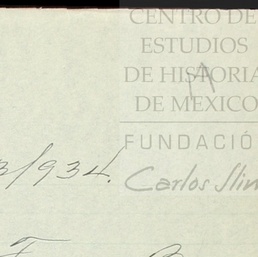 CENTRO DE
ESTUDIOS
DE HISTORIA
DE MEXICO
FUNDACIÓ
3/934. Carlos Slim